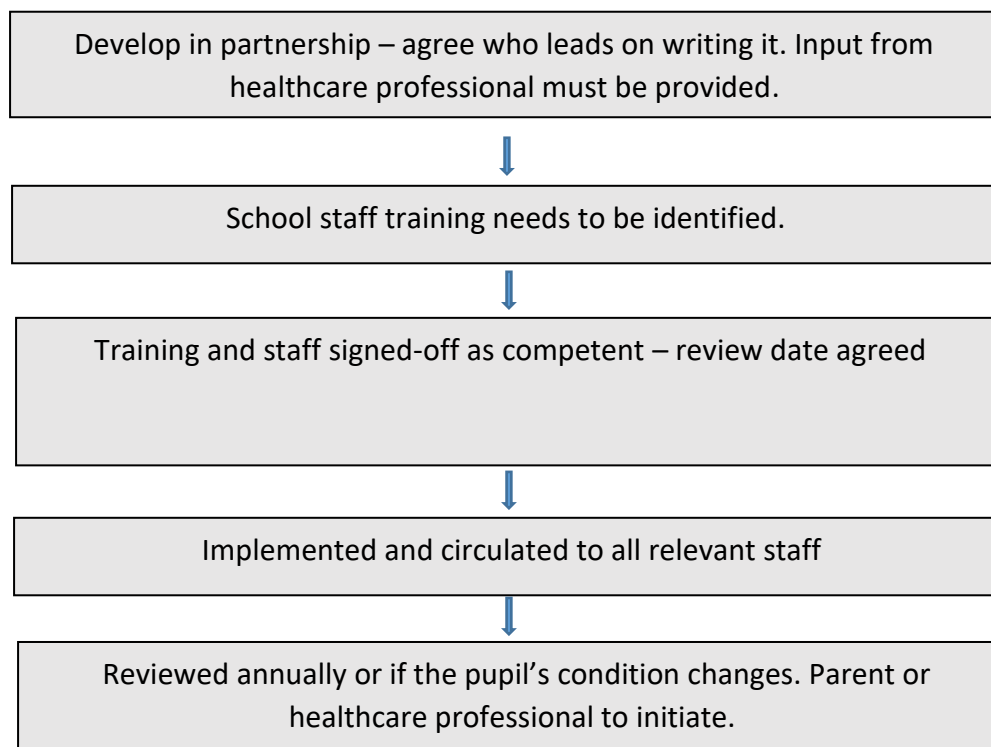 Develop in partnership – agree who leads on writing it. Input from
healthcare professional must be provided.
School staff training needs to be identified.
Training and staff signed-off as competent – review date agreed
Implemented and circulated to all relevant staff
Reviewed annually or if the pupil’s condition changes. Parent or
healthcare professional to initiate.